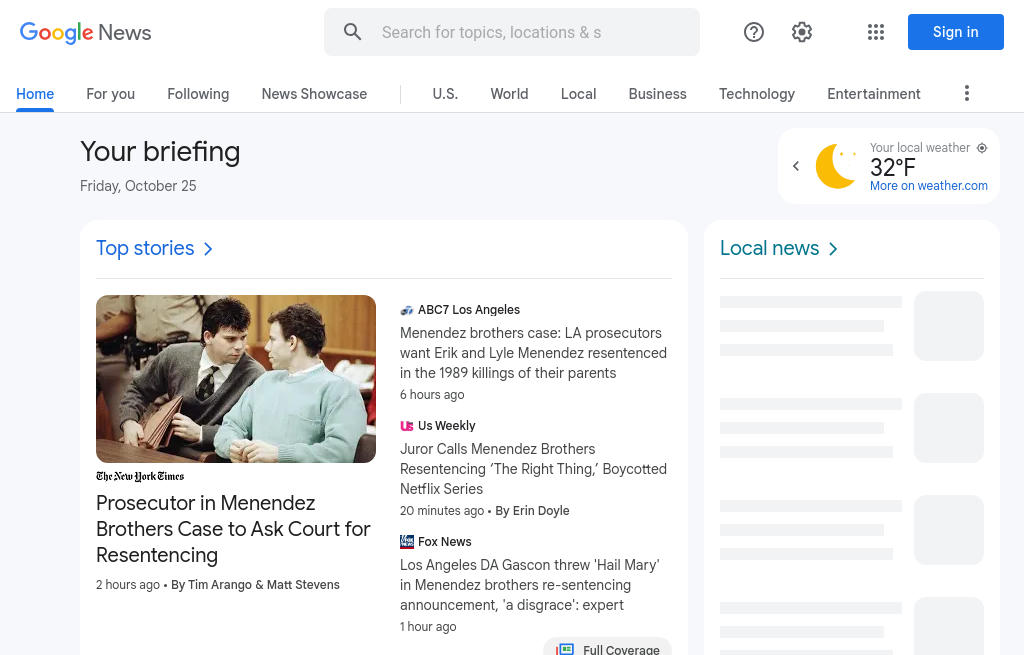 Google News
Search for topics, locations & s
Sign in
Home
For you
Following
News Showcase
U.S.
World
Local
Business
Technology
Entertainment
Your briefing
Friday, October 25
Your local weather
32°F
More on weather.com
Top stories
The New York Times
Prosecutor in Menendez
Brothers Case to Ask Court for
Resentencing
2 hours ago • By Tim Arango & Matt Stevens
ABC7 Los Angeles
Menendez brothers case: LA prosecutors
want Erik and Lyle Menendez resentenced
in the 1989 killings of their parents
6 hours ago
Us Weekly
Juror Calls Menendez Brothers
Resentencing ‘The Right Thing,’ Boycotted
Netflix Series
20 minutes ago • By Erin Doyle
Fox News
Los Angeles DA Gascon threw 'Hail Mary'
in Menendez brothers re-sentencing
announcement, 'a disgrace': expert
1 hour ago
Full Coverage
Local news